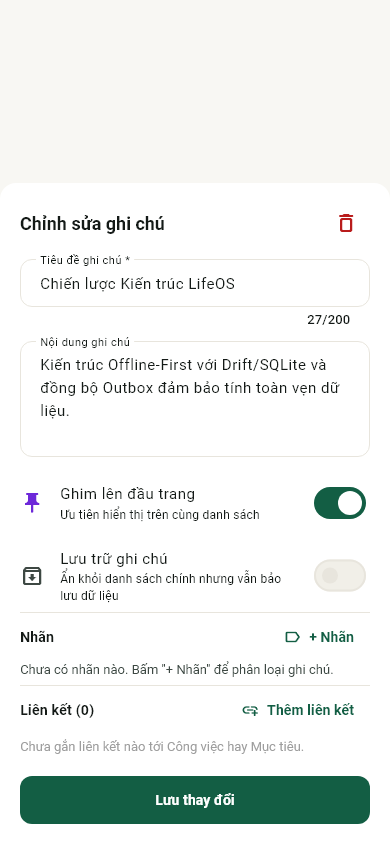 Chỉnh sửa ghi chú
Tiêu đề ghi chú *
Chiến lược Kiến trúc LifeOS
27/200
Nội dung ghi chú
Kiến trúc Offline-First với Drift/SQLite và
đồng bộ Outbox đảm bảo tính toàn vẹn dữ
liệu.
Ghim lên đầu trang
Ưu tiên hiển thị trên cùng danh sách
Lưu trữ ghi chú
Ẩn khỏi danh sách chính nhưng vẫn bảo
lưu dữ liệu
Nhãn
+ Nhãn
Chưa có nhãn nào. Bấm "+ Nhãn" để phân loại ghi chú.
Liên kết (0)
Thêm liên kết
Chưa gắn liên kết nào tới Công việc hay Mục tiêu.
Lưu thay đổi